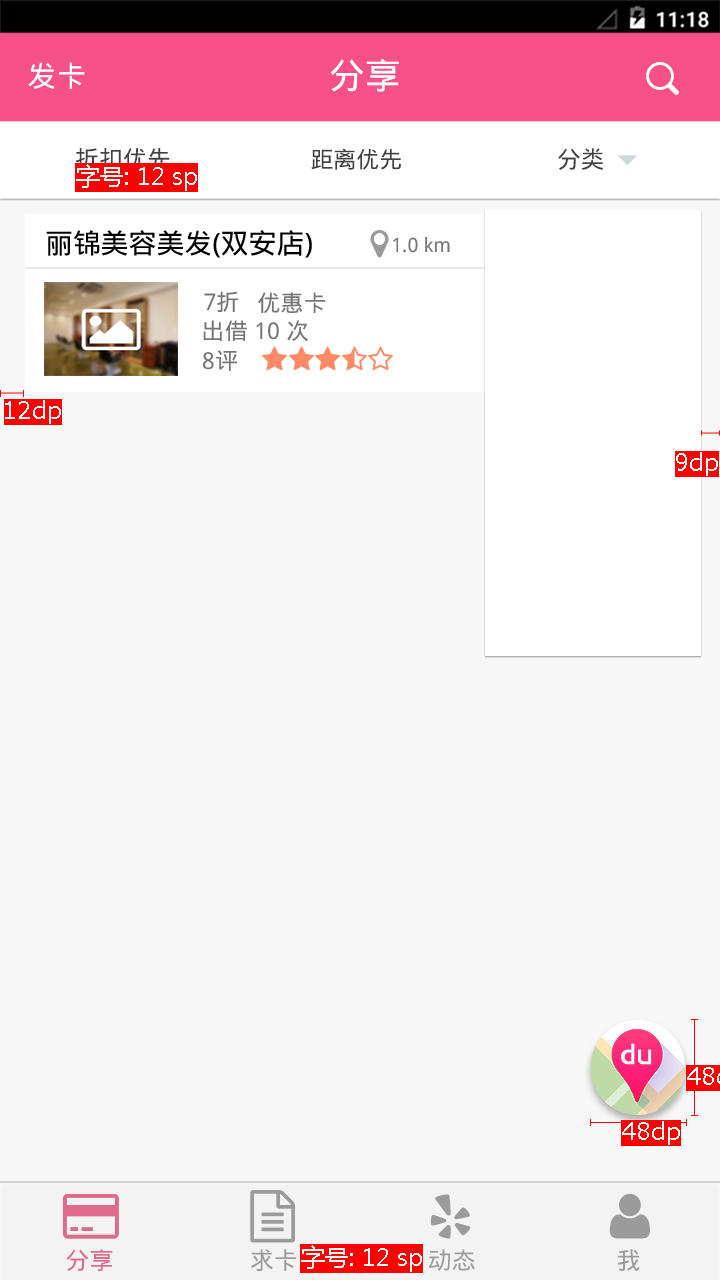 11:18
发卡 分享
折扣优先 距离优先 分类
字号: 12 sp
丽锦美容美发(双安店) 1.0 km
7折 优惠卡
出借 10 次
8评
12dp
9dp
du
48d
48dp
分享 求卡 字号: 12 sp 动态 我